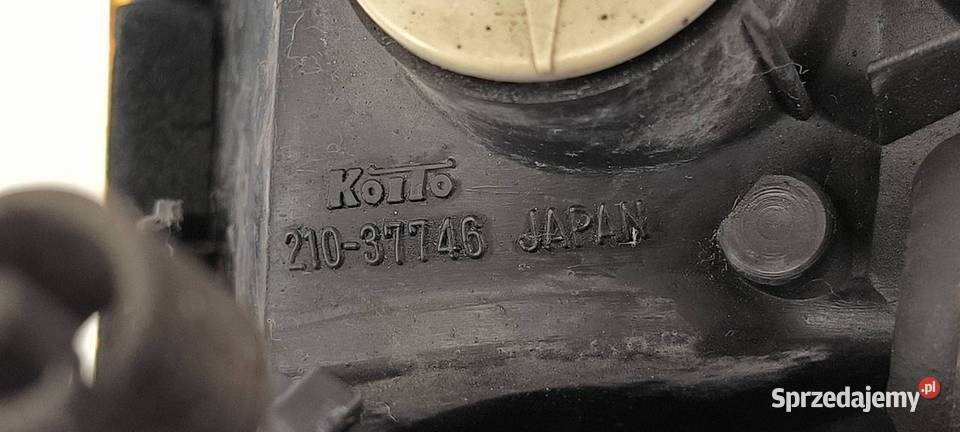 KOITO
210-37746 JAPAN
Sprzedajemy.pl